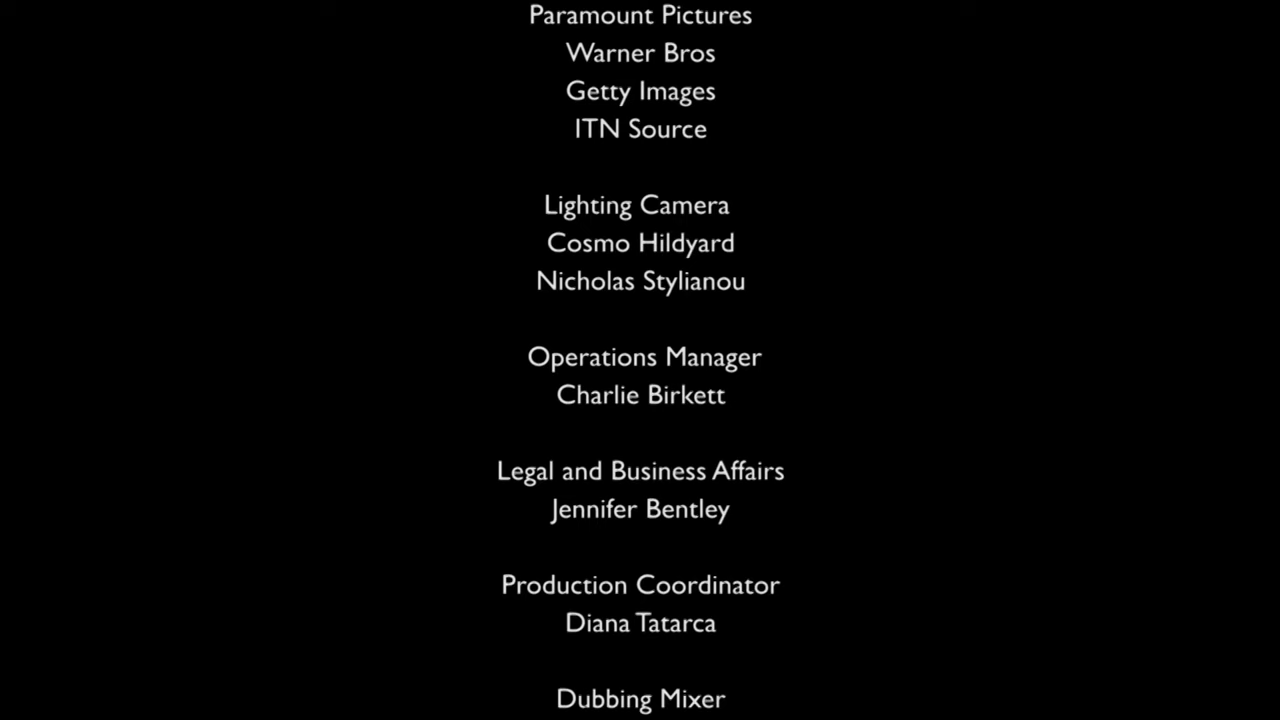 Paramount Pictures
Warner Bros
Getty Images
ITN Source
Lighting Camera
Cosmo Hildyard
Nicholas Stylianou
Operations Manager
Charlie Birkett
Legal and Business Affairs
Jennifer Bentley
Production Coordinator
Diana Tatarca
Dubbing Mixer